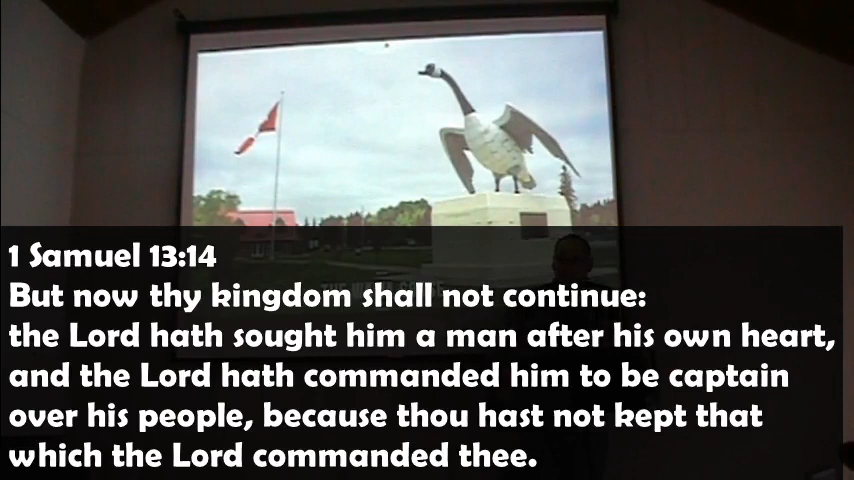 1 Samuel 13:14
But now thy kingdom shall not continue:
the Lord hath sought him a man after his own heart,
and the Lord hath commanded him to be captain
over his people, because thou hast not kept that
which the Lord commanded thee.